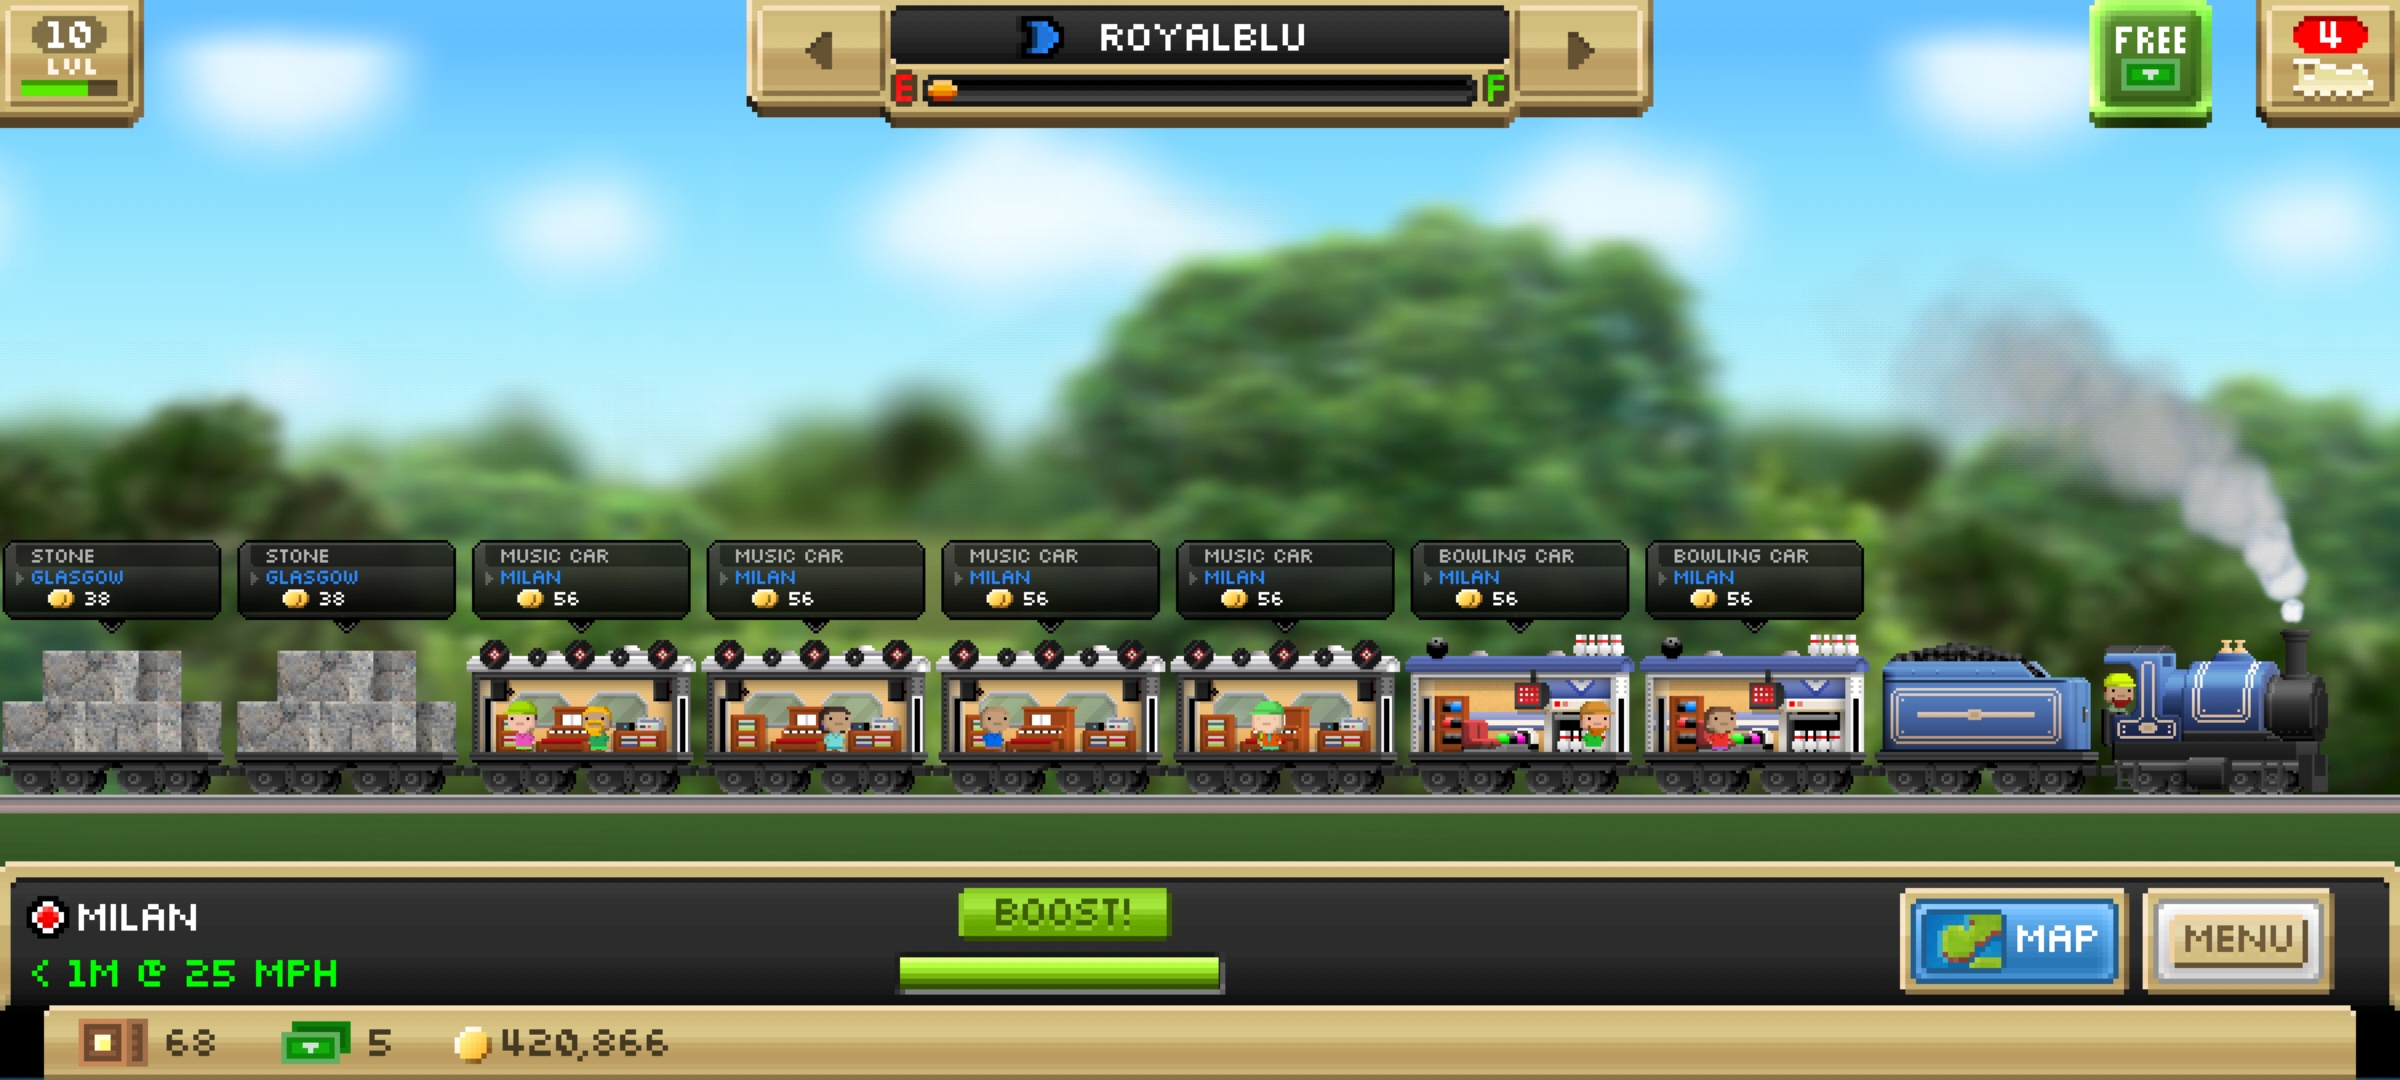 10
LVL
ROYALBLU
E F
FREE
4
STONE
GLASGOW
38
STONE
GLASGOW
38
MUSIC CAR
MILAN
56
MUSIC CAR
MILAN
56
MUSIC CAR
MILAN
56
MUSIC CAR
MILAN
56
BOWLING CAR
MILAN
56
BOWLING CAR
MILAN
56
MILAN
< 1M @ 25 MPH
BOOST!
MAP
MENU
68
5
420,866